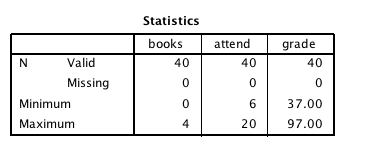 Statistics
books attend grade
N Valid 40 40 40
Missing 0 0 0
Minimum 0 6 37.00
Maximum 4 20 97.00